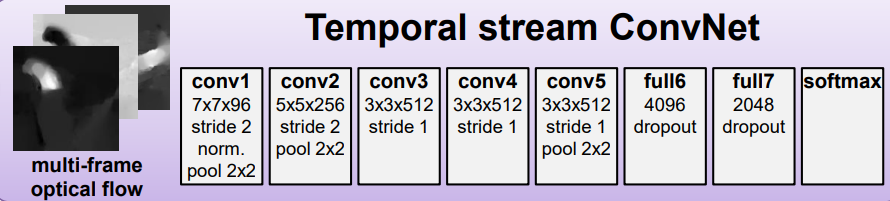 Temporal stream ConvNet
multi-frame
optical flow
conv1
7x7x96
stride 2
norm.
pool 2x2
conv2
5x5x256
stride 2
pool 2x2
conv3
3x3x512
stride 1
conv4
3x3x512
stride 1
conv5
3x3x512
stride 1
pool 2x2
full6
4096
dropout
full7
2048
dropout
softmax